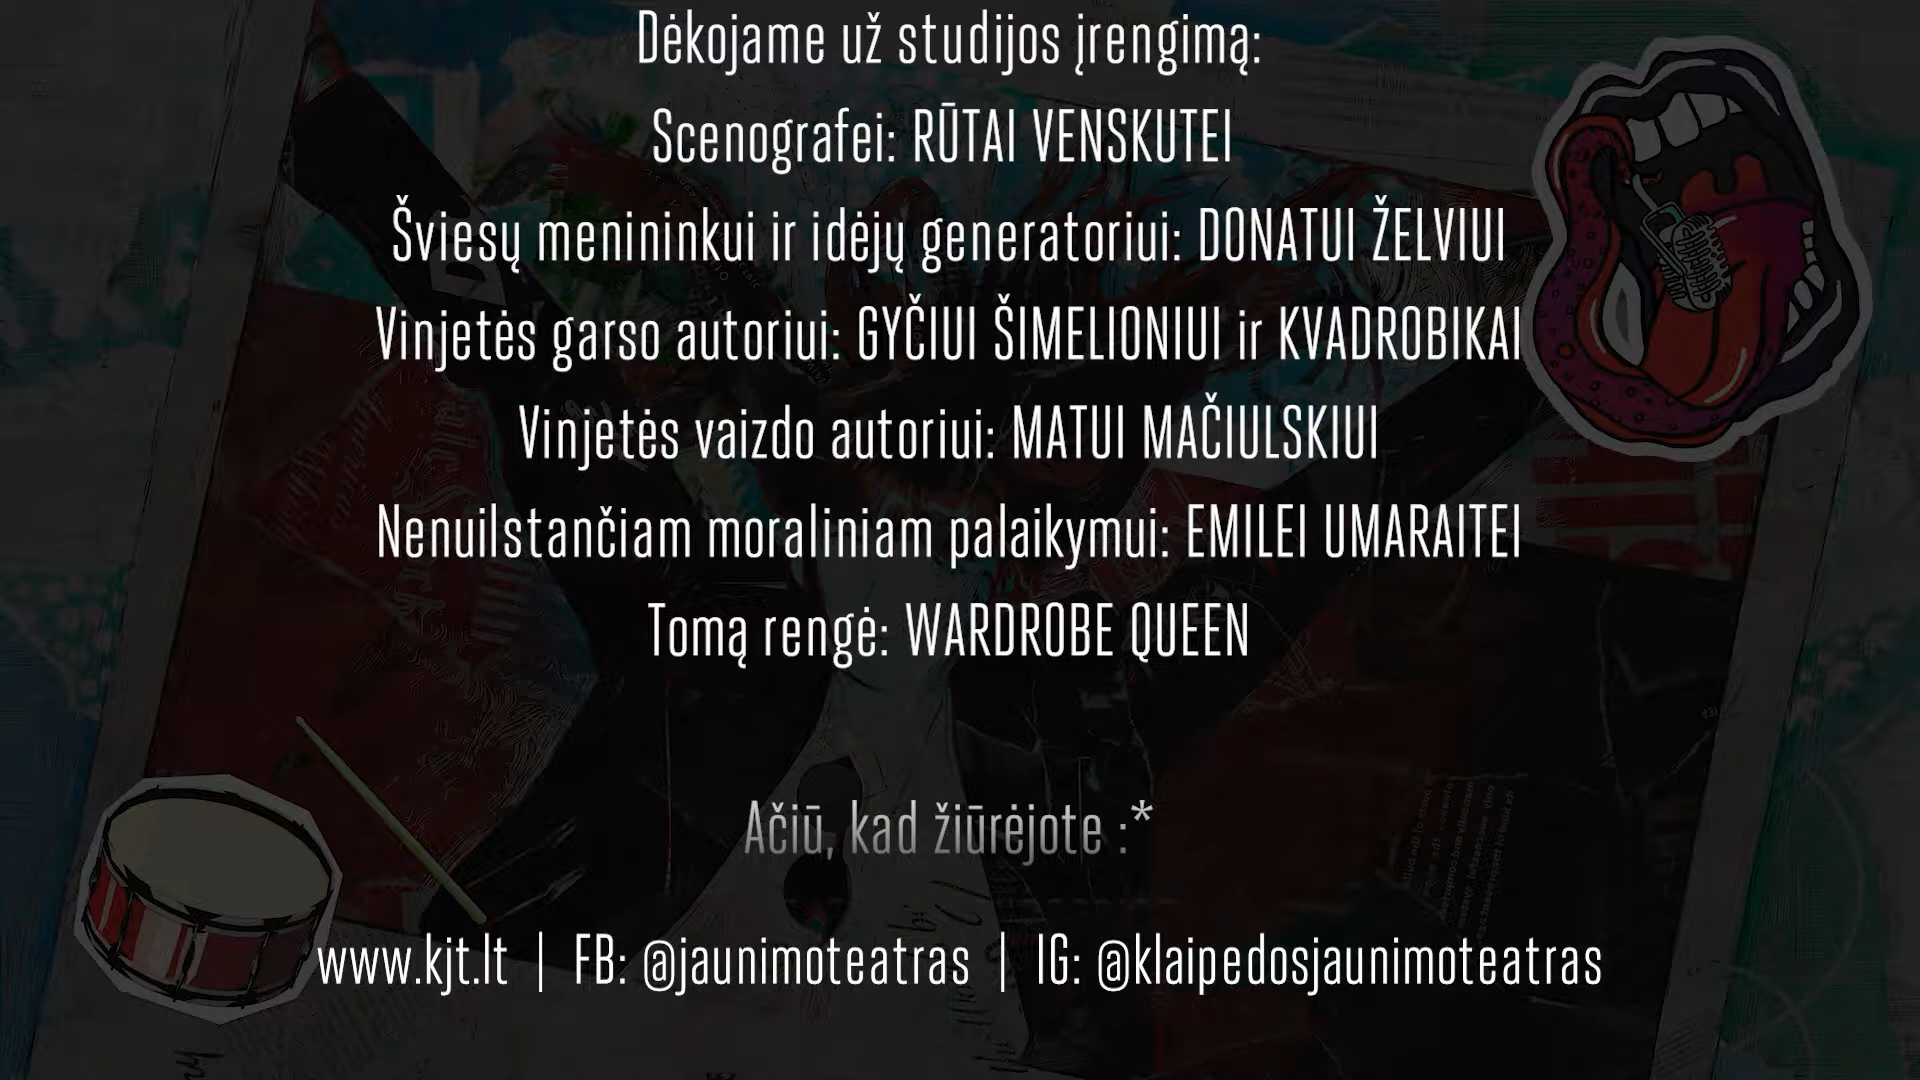 Dėkojame už studijos įrengimą:
Scenografei: RŪTAI VENSKUTEI
Šviesų menininkui ir idėjų generatoriui: DONATUI ŽELVIUI
Vinjetės garso autoriui: GYČIUI ŠIMELIONIUI ir KVADROBIKAI
Vinjetės vaizdo autoriui: MATUI MAČIULSKIUI
Nenuilstančiam moraliniam palaikymui: EMILEI UMARAITEI
Tomą rengė: WARDROBE QUEEN
Ačiū, kad žiūrėjote :*
www.kjt.lt | FB: @jaunimoteatras | IG: @klaipedosjaunimoteatras